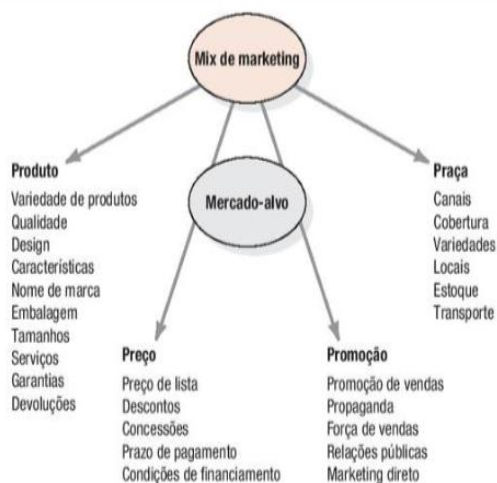 Mix de marketing
Mercado-alvo
Produto
Variedade de produtos
Qualidade
Design
Características
Nome de marca
Embalagem
Tamanhos
Serviços
Garantias
Devoluções
Preço
Preço de lista
Descontos
Concessões
Prazo de pagamento
Condições de financiamento
Promoção
Promoção de vendas
Propaganda
Força de vendas
Relações públicas
Marketing direto
Praça
Canais
Cobertura
Variedades
Locais
Estoque
Transporte